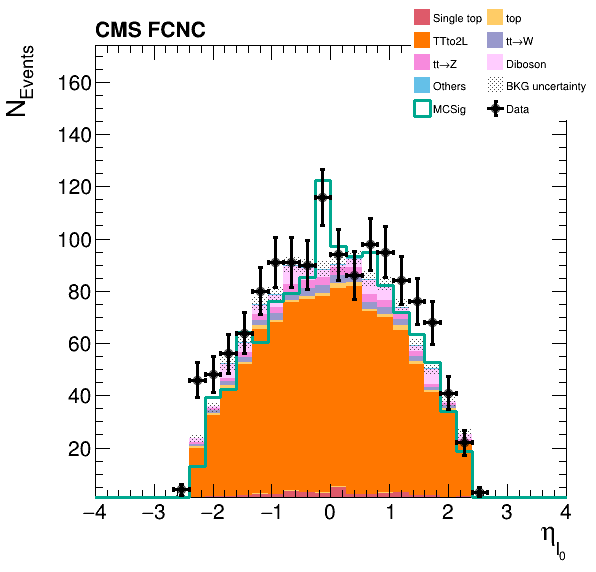 CMS FCNC
Single top
top
TTto2L
tt→W
tt→Z
Diboson
Others
BKG uncertainty
MCSig
Data
N_Events
160
140
120
100
80
60
40
20
−4 −3 −2 −1 0 1 2 3 4
η_l_0